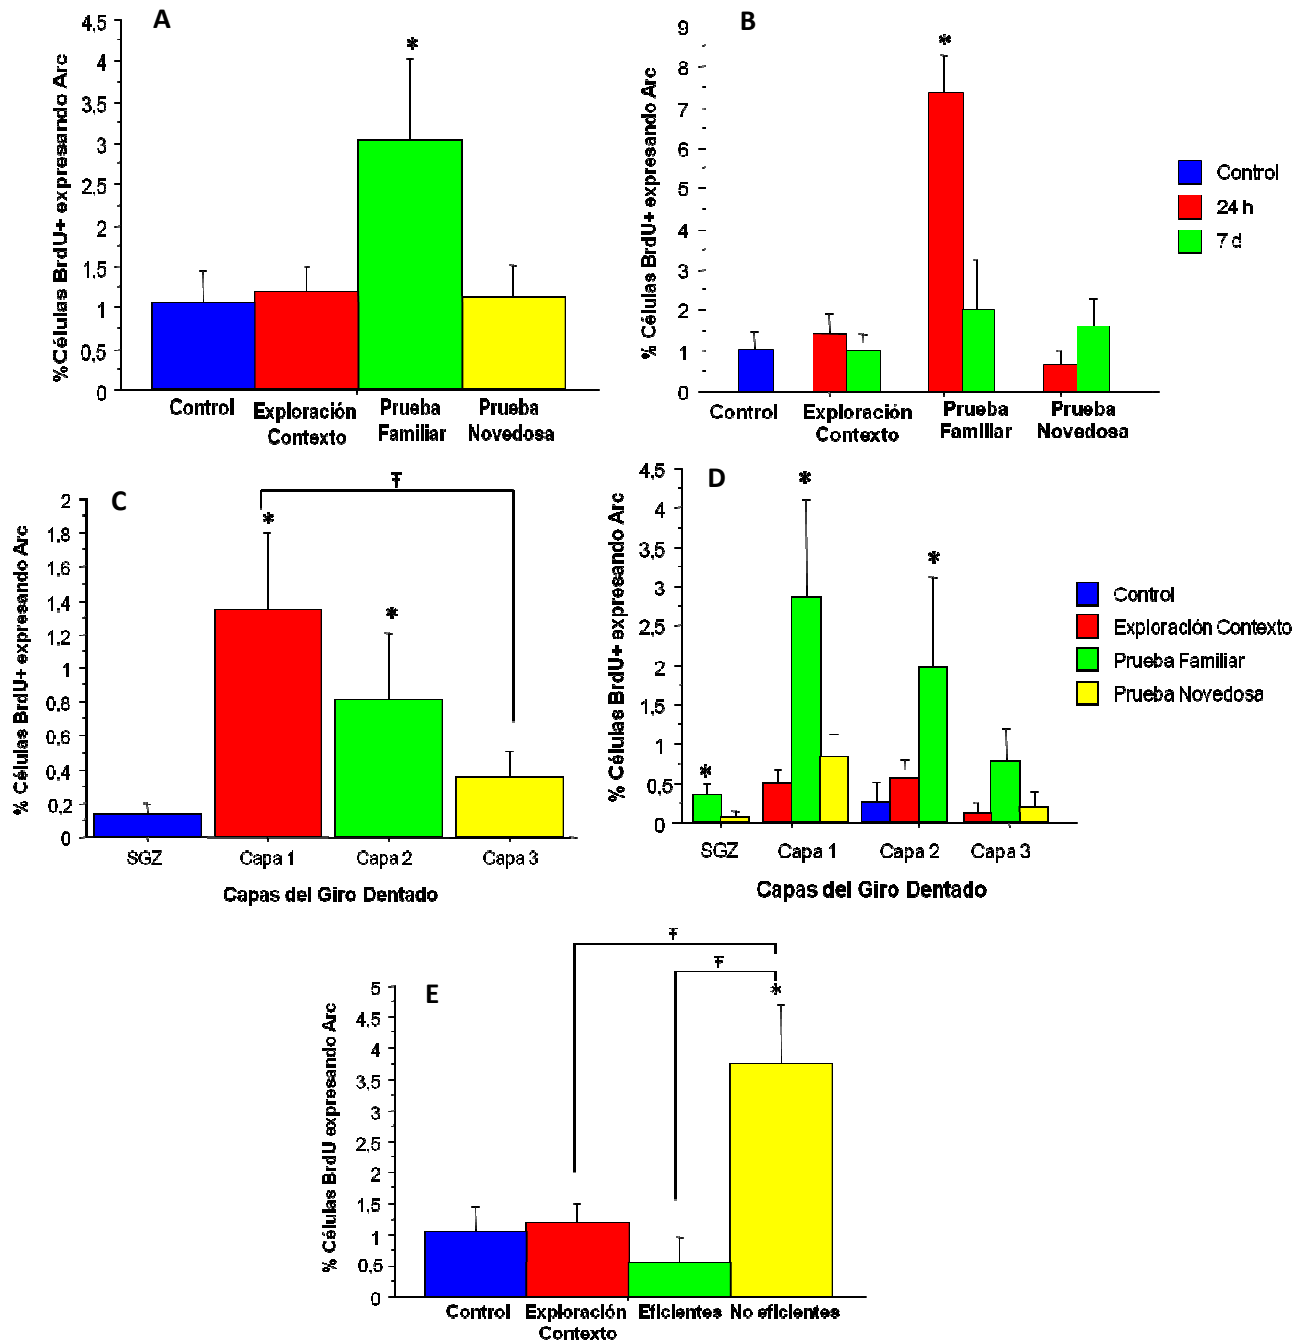 A
% Células BrdU+ expresando Arc
4,5
4
3,5
3
2,5
2
1,5
1
0,5
0
*
Control
Exploración
Contexto
Prueba
Familiar
Prueba
Novedosa
B
% Células BrdU+ expresando Arc
9
8
7
6
5
4
3
2
1
0
*
Control
Exploración
Contexto
Prueba
Familiar
Prueba
Novedosa
Control
24 h
7 d
C
% Células BrdU+ expresando Arc
2
1,8
1,6
1,4
1,2
1
0,8
0,6
0,4
0,2
0
Ŧ
*
*
SGZ
Capa 1
Capa 2
Capa 3
Capas del Giro Dentado
D
% Células BrdU+ expresando Arc
4,5
4
3,5
3
2,5
2
1,5
1
0,5
0
*
*
*
SGZ
Capa 1
Capa 2
Capa 3
Capas del Giro Dentado
Control
Exploración Contexto
Prueba Familiar
Prueba Novedosa
E
% Células BrdU expresando Arc
5
4,5
4
3,5
3
2,5
2
1,5
1
0,5
0
Ŧ
Ŧ
*
Control
Exploración
Contexto
Eficientes
No eficientes